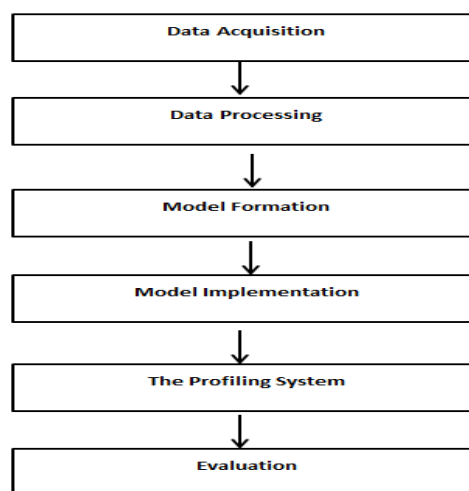 Data Acquisition
Data Processing
Model Formation
Model Implementation
The Profiling System
Evaluation